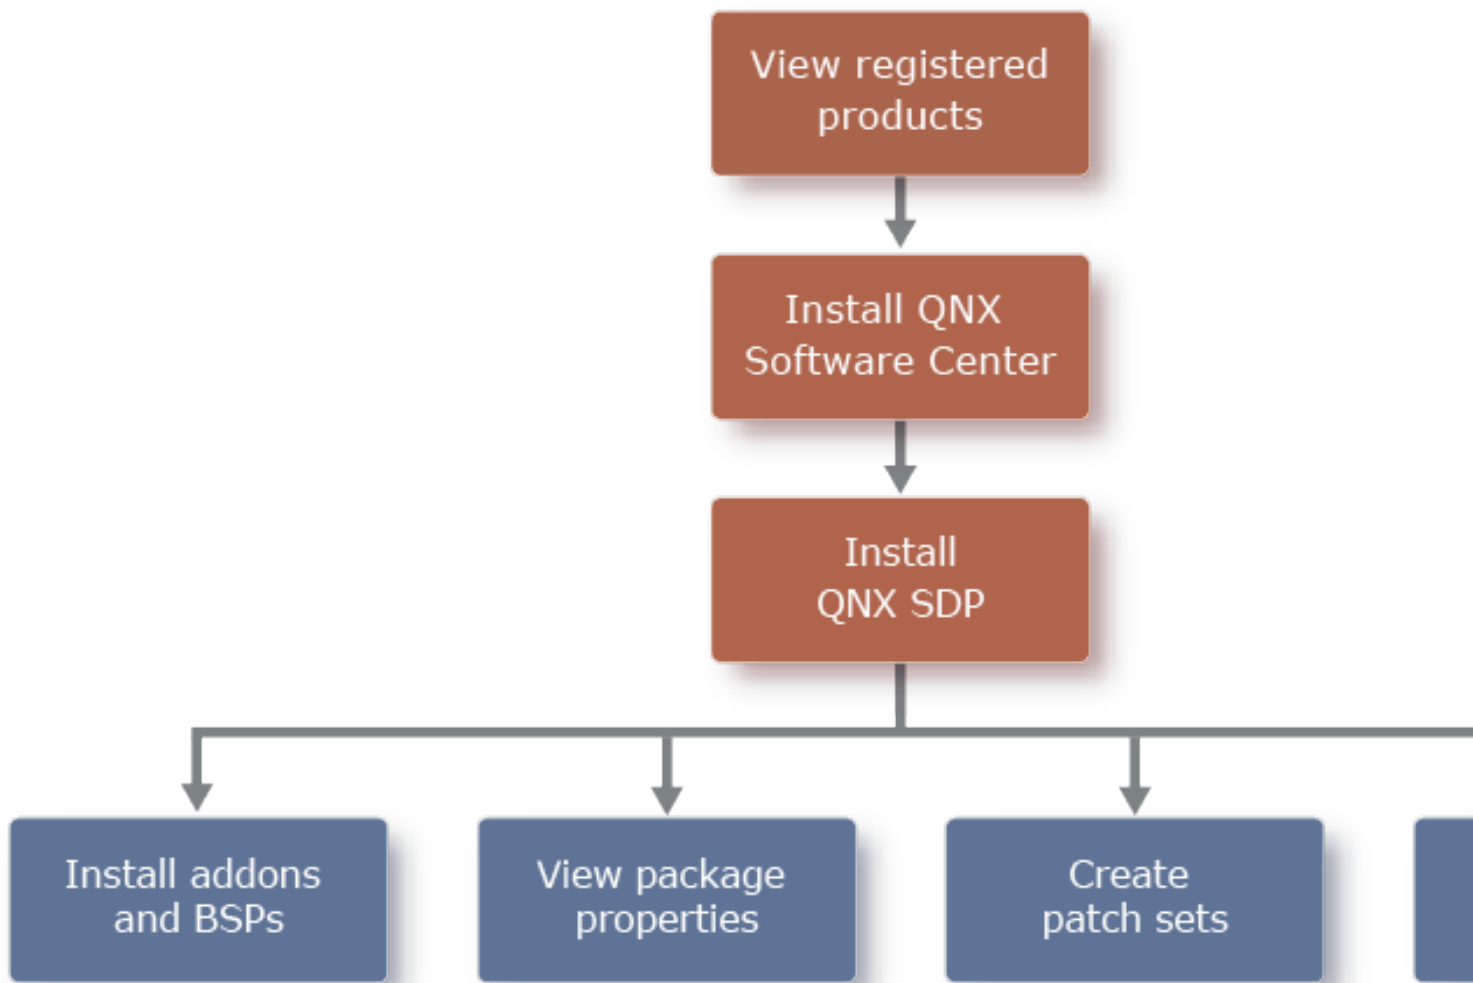 View registered
products
Install QNX
Software Center
Install
QNX SDP
Install addons
and BSPs
View package
properties
Create
patch sets